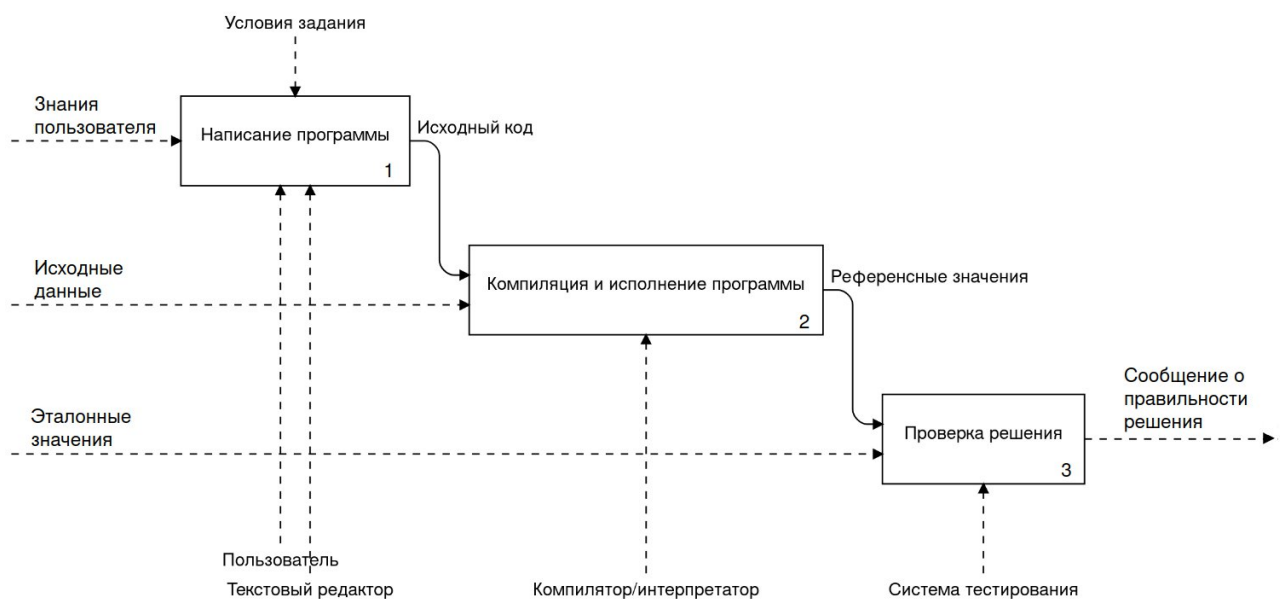 Условия задания
Знания
пользователя
Написание программы
1
Исходный код
Исходные
данные
Компиляция и исполнение программы
2
Референсные значения
Эталонные
значения
Проверка решения
3
Сообщение о
правильности
решения
Пользователь
Текстовый редактор
Компилятор/интерпретатор
Система тестирования